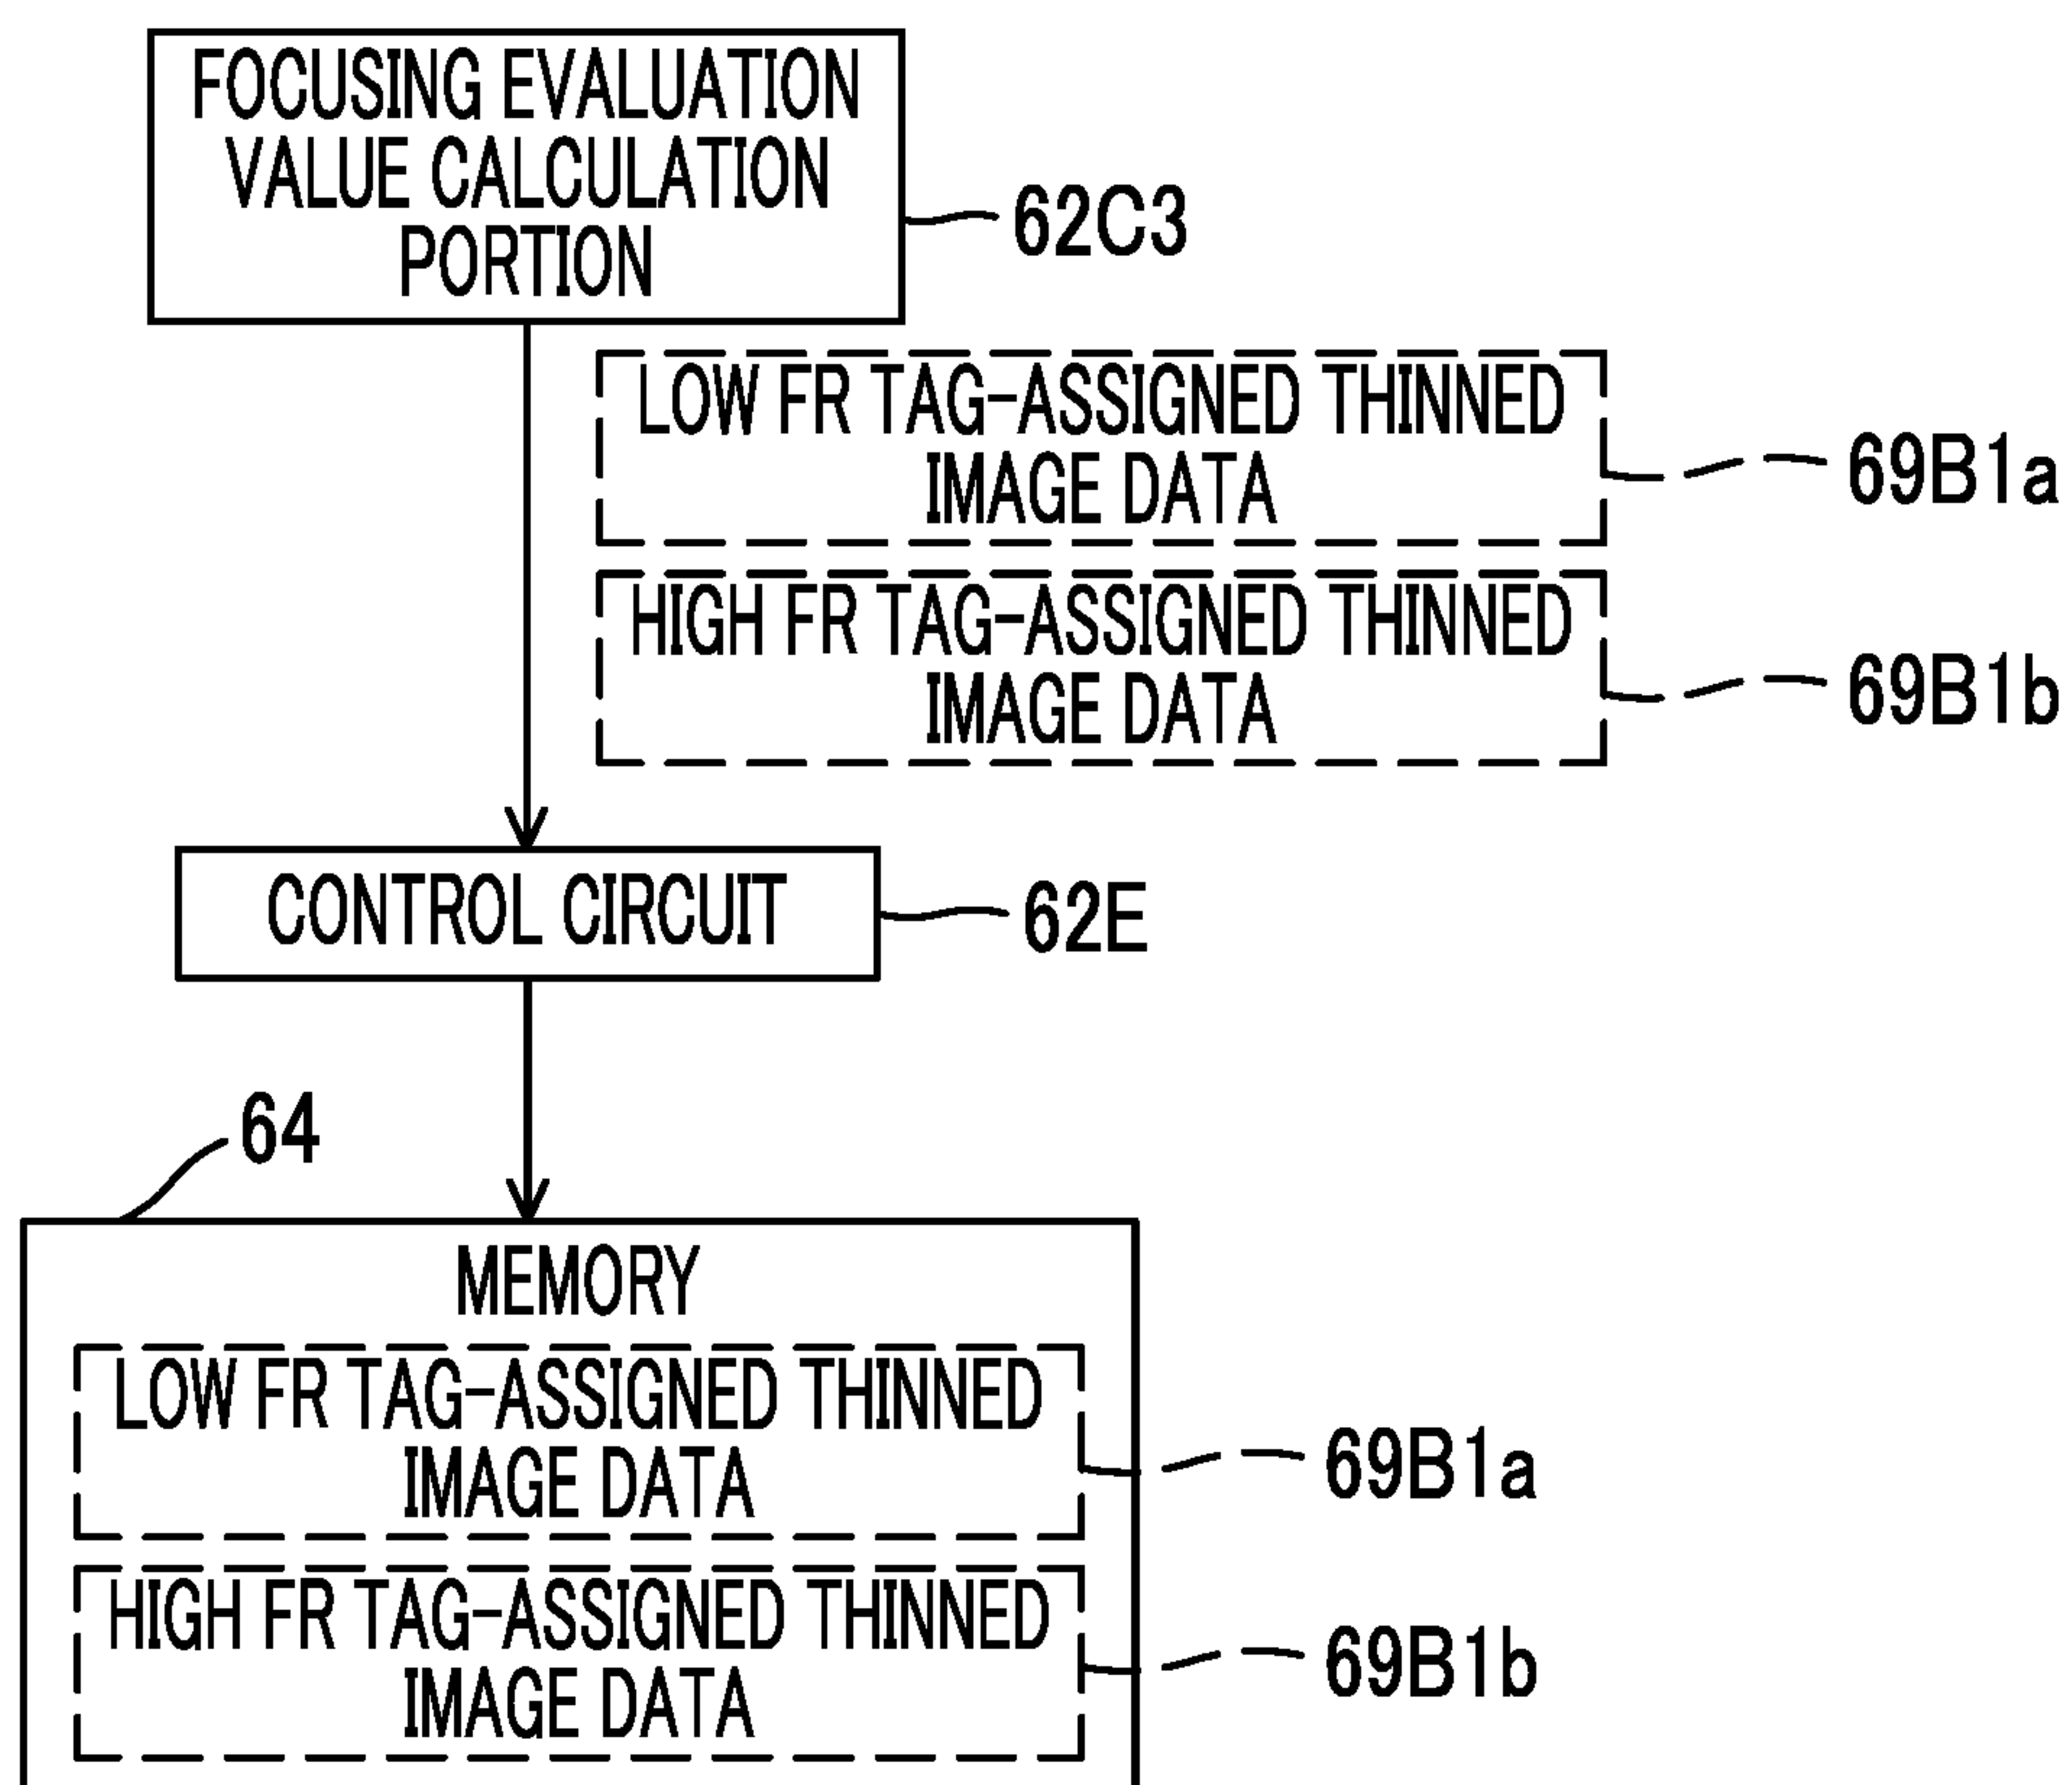 FOCUSING EVALUATION
VALUE CALCULATION
PORTION
62C3
LOW FR TAG-ASSIGNED THINNED
IMAGE DATA
69B1a
HIGH FR TAG-ASSIGNED THINNED
IMAGE DATA
69B1b
CONTROL CIRCUIT
62E
64
MEMORY
LOW FR TAG-ASSIGNED THINNED
IMAGE DATA
69B1a
HIGH FR TAG-ASSIGNED THINNED
IMAGE DATA
69B1b